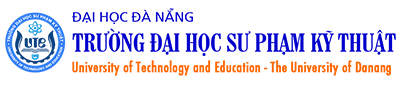 ĐẠI HỌC ĐÀ NẴNG
TRƯỜNG ĐẠI HỌC SƯ PHẠM KỸ THUẬT
University of Technology and Education - The University of Danang
UTE